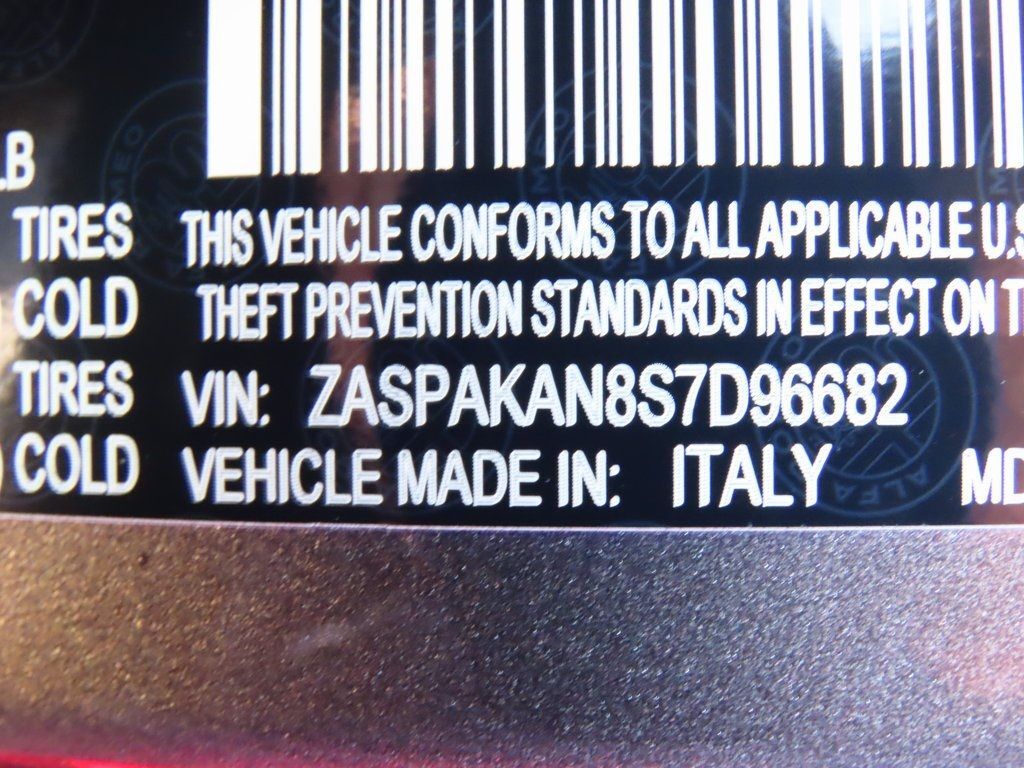 LB
TIRES THIS VEHICLE CONFORMS TO ALL APPLICABLE U.S
COLD THEFT PREVENTION STANDARDS IN EFFECT ON T
TIRES VIN: ZASPAKAN8S7D96682
COLD VEHICLE MADE IN: ITALY MD